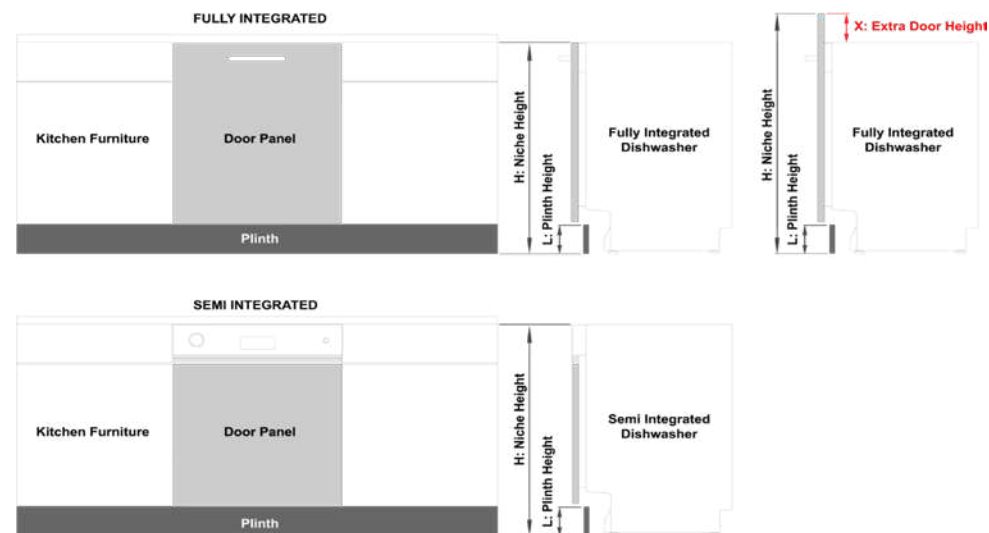 FULLY INTEGRATED
Kitchen Furniture
Door Panel
Plinth
H: Niche Height
L: Plinth Height
Fully Integrated
Dishwasher
X: Extra Door Height
H: Niche Height
L: Plinth Height
Fully Integrated
Dishwasher
SEMI INTEGRATED
Kitchen Furniture
Door Panel
Plinth
H: Niche Height
L: Plinth Height
Semi Integrated
Dishwasher